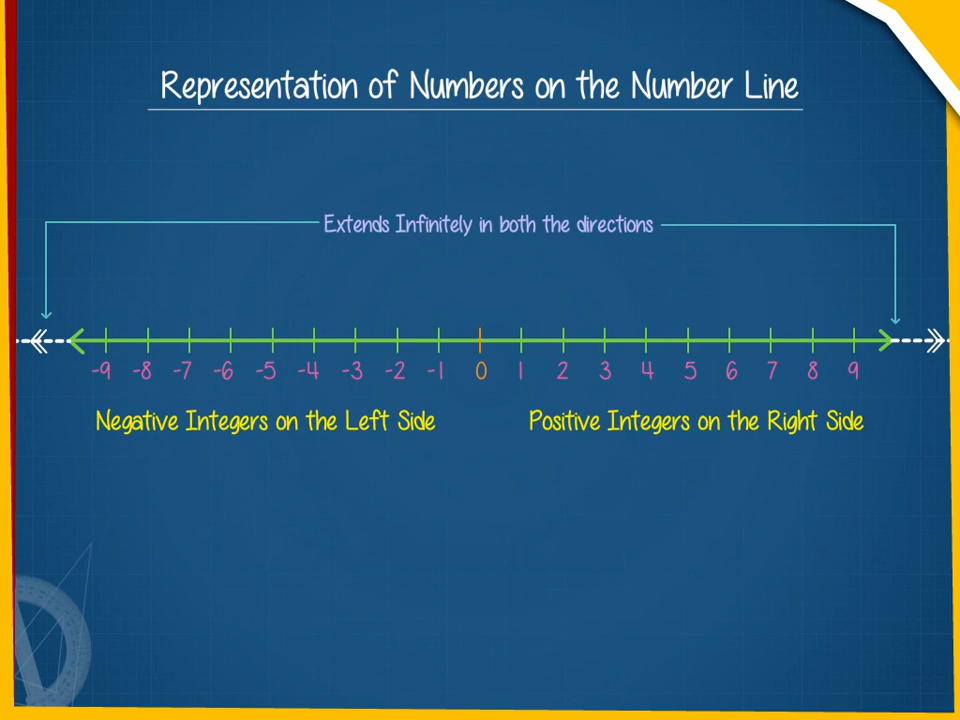 Representation of Numbers on the Number Line
Extends Infinitely in both the directions
-9 -8 -7 -6 -5 -4 -3 -2 -1 0 1 2 3 4 5 6 7 8 9
Negative Integers on the Left Side Positive Integers on the Right Side